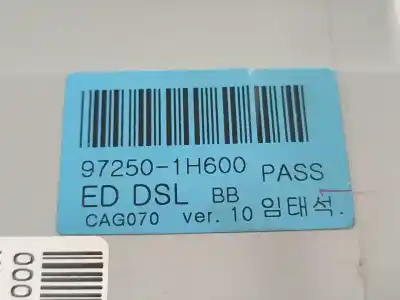 97250-1H600 PASS
ED DSL BB
CAG070 ver. 10 임태석.